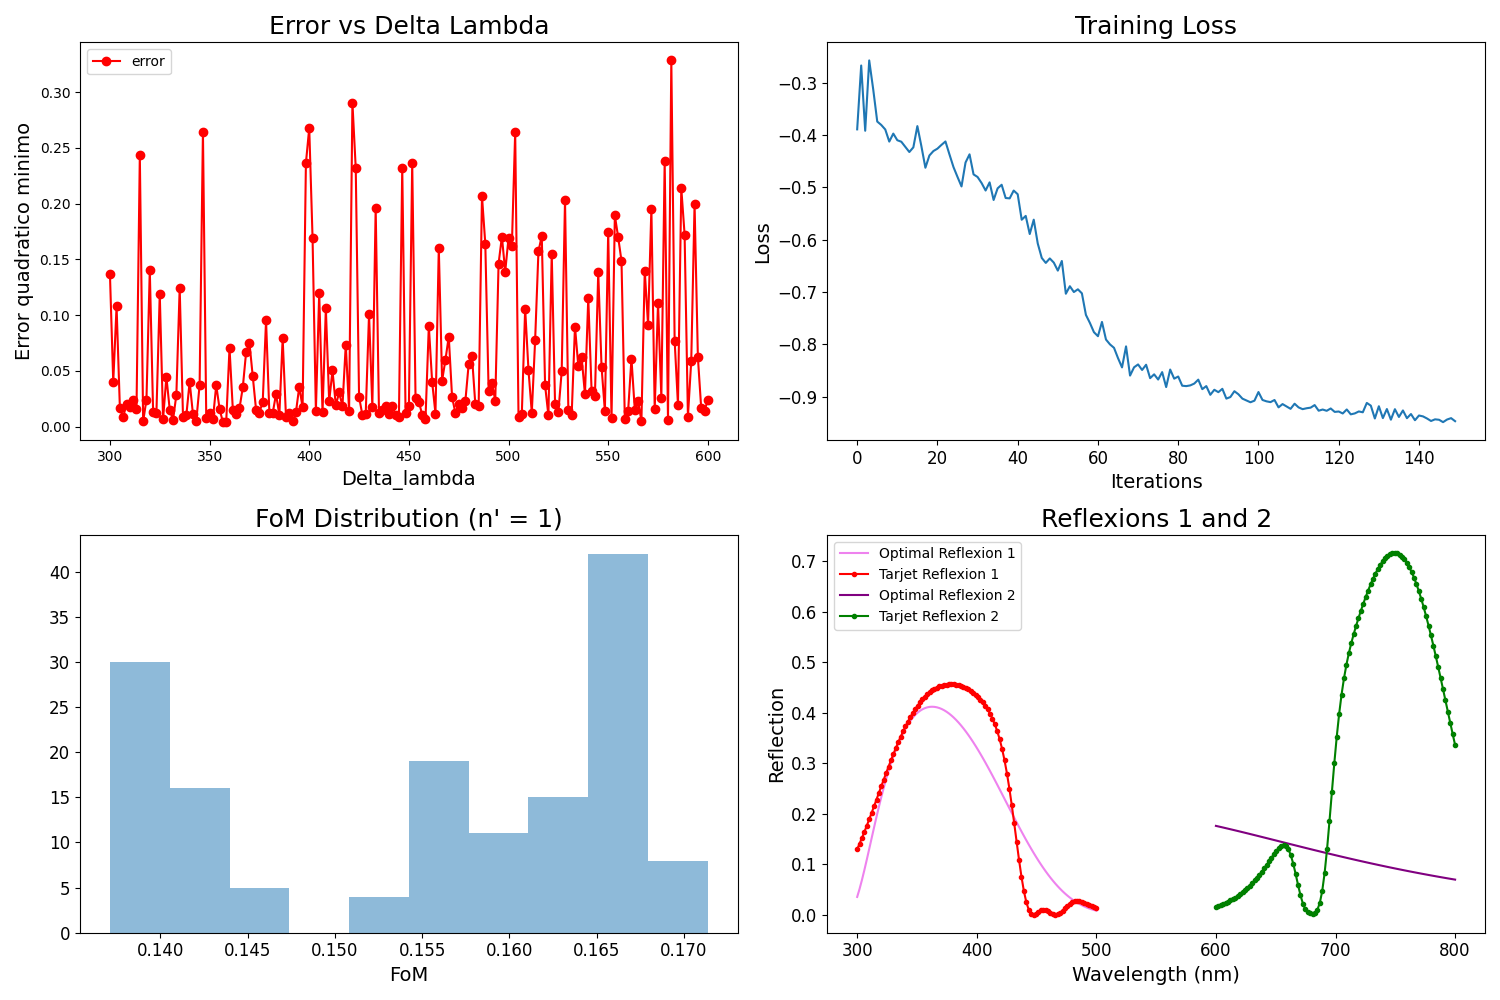 Error vs Delta Lambda
error
Error quadratico minimo
0.30
0.25
0.20
0.15
0.10
0.05
0.00
300 350 400 450 500 550 600
Delta_lambda
Training Loss
Loss
−0.3
−0.4
−0.5
−0.6
−0.7
−0.8
−0.9
0 20 40 60 80 100 120 140
Iterations
FoM Distribution (n' = 1)
40
35
30
25
20
15
10
5
0
0.140 0.145 0.150 0.155 0.160 0.165 0.170
FoM
Reflexions 1 and 2
Optimal Reflexion 1
Tarjet Reflexion 1
Optimal Reflexion 2
Tarjet Reflexion 2
Reflection
0.7
0.6
0.5
0.4
0.3
0.2
0.1
0.0
300 400 500 600 700 800
Wavelength (nm)